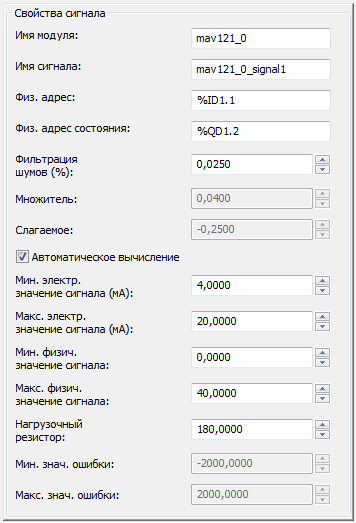 Свойства сигнала
Имя модуля: mav121_0
Имя сигнала: mav121_0_signal1
Физ. адрес: %ID1.1
Физ. адрес состояния: %QD1.2
Фильтрация
шумов (%): 0,0250
Множитель: 0,0400
Слагаемое: -0,2500
Автоматическое вычисление
Мин. электр.
значение сигнала (мА): 4,0000
Макс. электр.
значение сигнала (мА): 20,0000
Мин. физич.
значение сигнала: 0,0000
Макс. физич.
значение сигнала: 40,0000
Нагрузочный
резистор: 180,0000
Мин. знач. ошибки: -2000,0000
Макс. знач. ошибки: 2000,0000